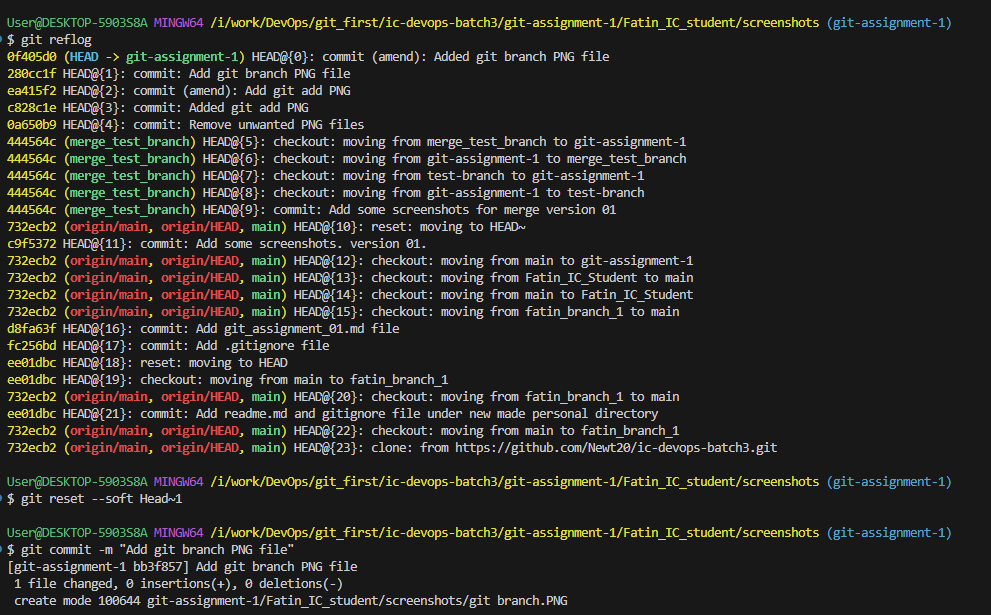 User@DESKTOP-5903S8A MINGW64 /i/work/DevOps/git_first/ic-devops-batch3/git-assignment-1/Fatin_IC_student/screenshots (git-assignment-1)
$ git reflog
0f405d0 (HEAD -> git-assignment-1) HEAD@{0}: commit (amend): Added git branch PNG file
280cc1f HEAD@{1}: commit: Add git branch PNG file
ea415f2 HEAD@{2}: commit (amend): Add git add PNG
c828c1e HEAD@{3}: commit: Added git add PNG
0a650b9 HEAD@{4}: commit: Remove unwanted PNG files
444564c (merge_test_branch) HEAD@{5}: checkout: moving from merge_test_branch to git-assignment-1
444564c (merge_test_branch) HEAD@{6}: checkout: moving from git-assignment-1 to merge_test_branch
444564c (merge_test_branch) HEAD@{7}: checkout: moving from test-branch to git-assignment-1
444564c (merge_test_branch) HEAD@{8}: checkout: moving from git-assignment-1 to test-branch
444564c (merge_test_branch) HEAD@{9}: commit: Add some screenshots for merge version 01
732ecb2 (origin/main, origin/HEAD, main) HEAD@{10}: reset: moving to HEAD~
c9f5372 HEAD@{11}: commit: Add some screenshots. version 01.
732ecb2 (origin/main, origin/HEAD, main) HEAD@{12}: checkout: moving from main to git-assignment-1
732ecb2 (origin/main, origin/HEAD, main) HEAD@{13}: checkout: moving from Fatin_IC_Student to main
732ecb2 (origin/main, origin/HEAD, main) HEAD@{14}: checkout: moving from main to Fatin_IC_Student
732ecb2 (origin/main, origin/HEAD, main) HEAD@{15}: checkout: moving from fatin_branch_1 to main
d8fa63f HEAD@{16}: commit: Add git_assignment_01.md file
fc256bd HEAD@{17}: commit: Add .gitignore file
ee01dbc HEAD@{18}: reset: moving to HEAD
ee01dbc HEAD@{19}: checkout: moving from main to fatin_branch_1
732ecb2 (origin/main, origin/HEAD, main) HEAD@{20}: checkout: moving from fatin_branch_1 to main
ee01dbc HEAD@{21}: commit: Add readme.md and gitignore file under new made personal directory
732ecb2 (origin/main, origin/HEAD, main) HEAD@{22}: checkout: moving from main to fatin_branch_1
732ecb2 (origin/main, origin/HEAD, main) HEAD@{23}: clone: from https://github.com/Newt20/ic-devops-batch3.git
User@DESKTOP-5903S8A MINGW64 /i/work/DevOps/git_first/ic-devops-batch3/git-assignment-1/Fatin_IC_student/screenshots (git-assignment-1)
$ git reset --soft Head~1
User@DESKTOP-5903S8A MINGW64 /i/work/DevOps/git_first/ic-devops-batch3/git-assignment-1/Fatin_IC_student/screenshots (git-assignment-1)
$ git commit -m "Add git branch PNG file"
[git-assignment-1 bb3f857] Add git branch PNG file
1 file changed, 0 insertions(+), 0 deletions(-)
create mode 100644 git-assignment-1/Fatin_IC_student/screenshots/git branch.PNG